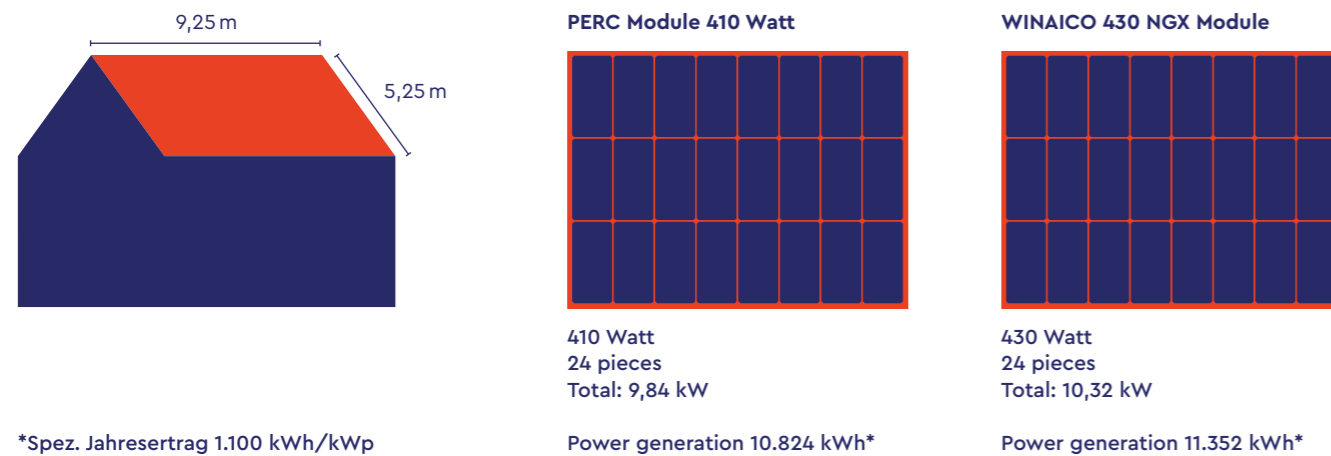 9,25 m
5,25 m
*Spez. Jahresertrag 1.100 kWh/kWp
PERC Module 410 Watt
410 Watt
24 pieces
Total: 9,84 kW
Power generation 10.824 kWh*
WINAICO 430 NGX Module
430 Watt
24 pieces
Total: 10,32 kW
Power generation 11.352 kWh*